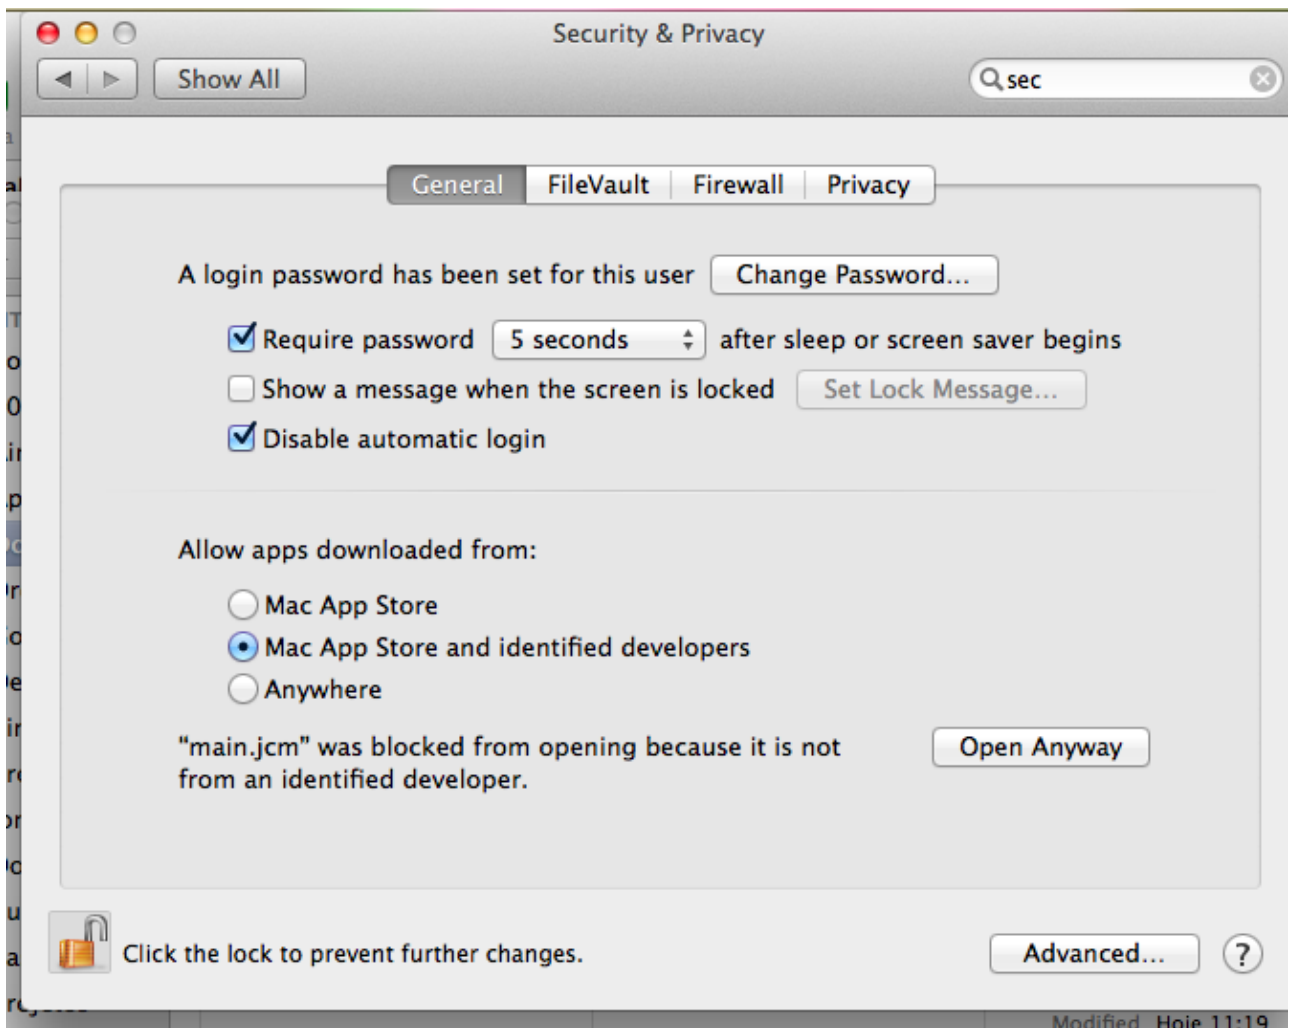 Security & Privacy
Show All
sec
General FileVault Firewall Privacy
A login password has been set for this user Change Password...
Require password 5 seconds after sleep or screen saver begins
Show a message when the screen is locked Set Lock Message...
Disable automatic login
Allow apps downloaded from:
Mac App Store
Mac App Store and identified developers
Anywhere
“main.jcm” was blocked from opening because it is not Open Anyway
from an identified developer.
Click the lock to prevent further changes. Advanced... ?
Modified Hoje 11:19